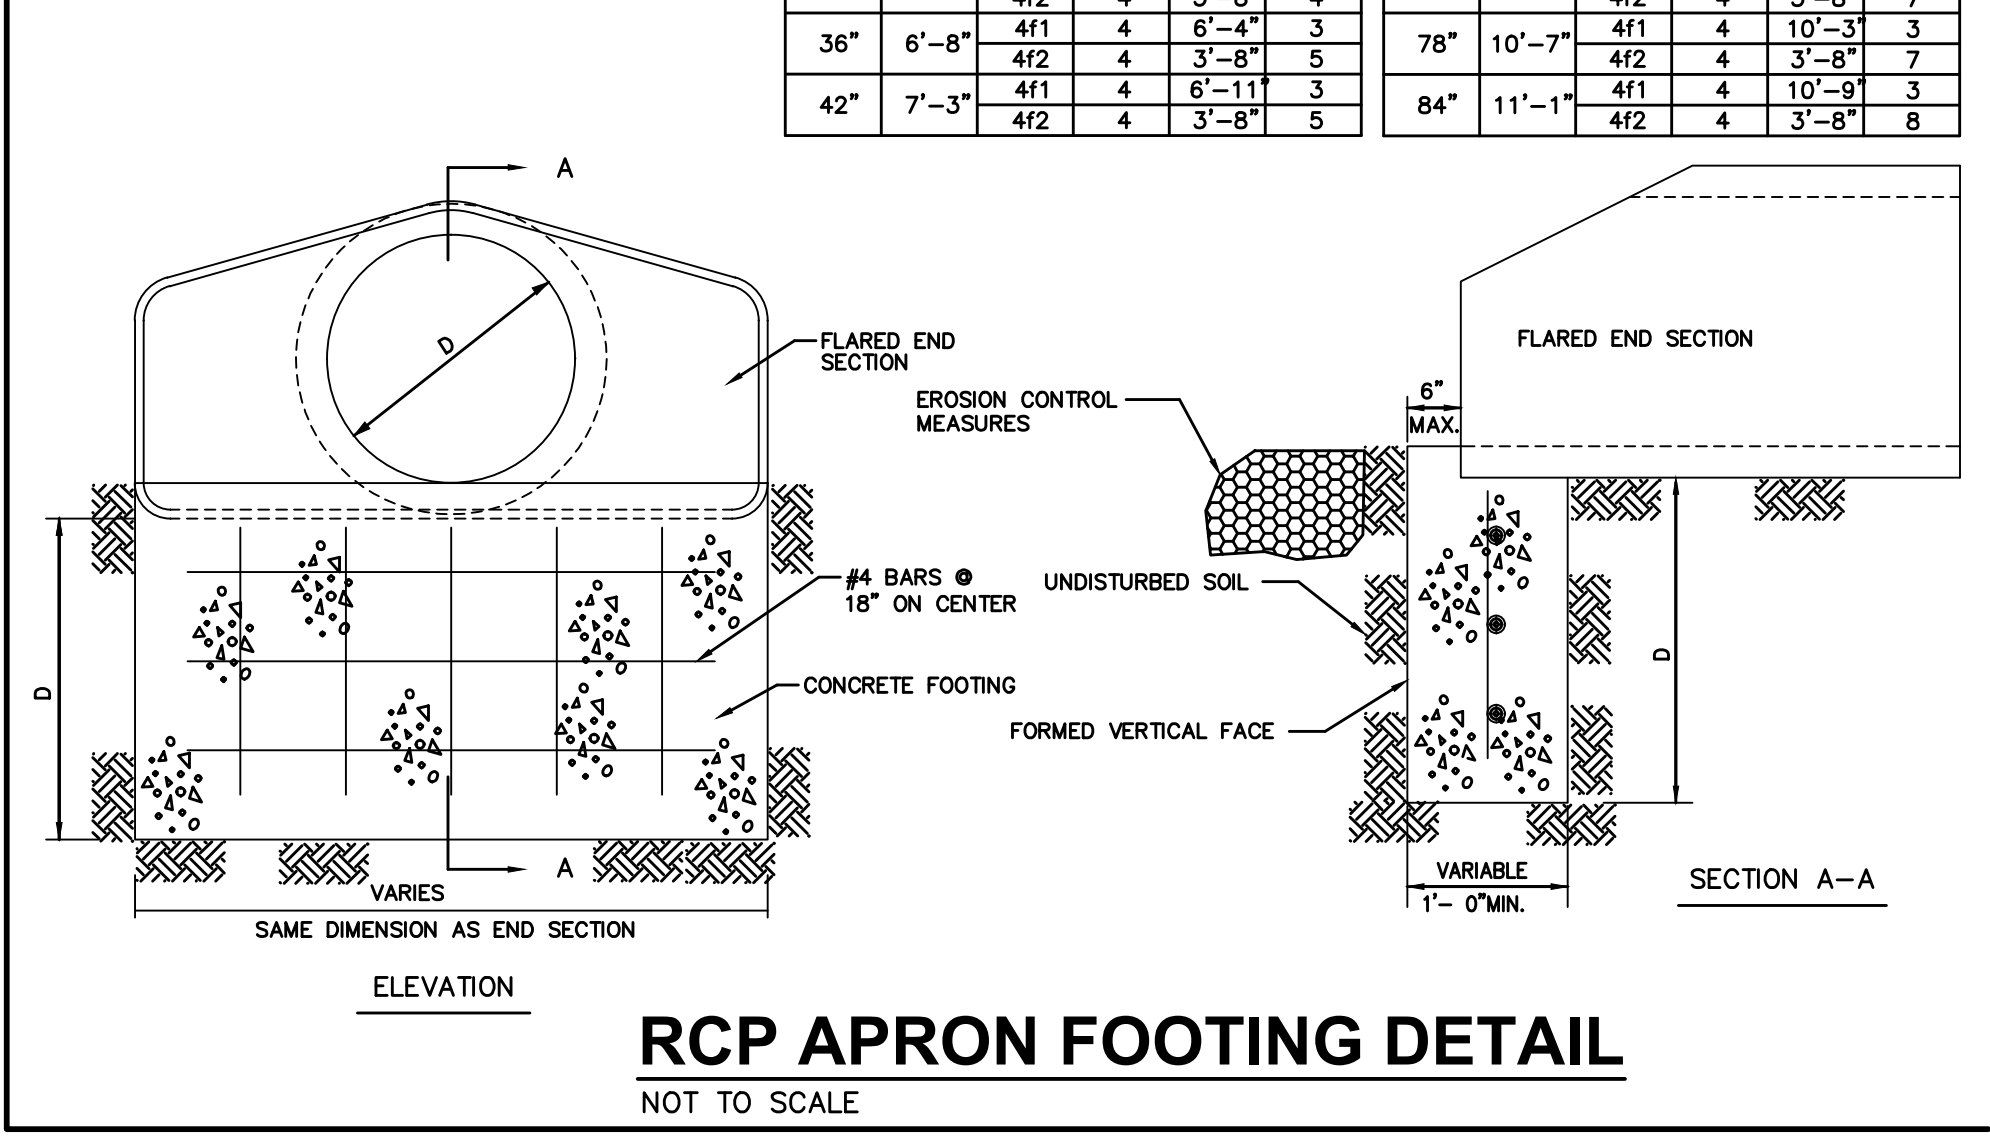 36” 6’-8” 4f1 4 6’-4” 3
4f2 4 3’-8” 5
42” 7’-3” 4f1 4 6’-11” 3
4f2 4 3’-8” 5
78” 10’-7” 4f1 4 10’-3” 3
4f2 4 3’-8” 7
84” 11’-1” 4f1 4 10’-9” 3
4f2 4 3’-8” 8
A
D
FLARED END
SECTION
#4 BARS @
18” ON CENTER
CONCRETE FOOTING
D
A
VARIES
SAME DIMENSION AS END SECTION
ELEVATION
FLARED END SECTION
6”
MAX.
EROSION CONTROL
MEASURES
UNDISTURBED SOIL
FORMED VERTICAL FACE
D
VARIABLE
1’- 0”MIN.
SECTION A-A
RCP APRON FOOTING DETAIL
NOT TO SCALE